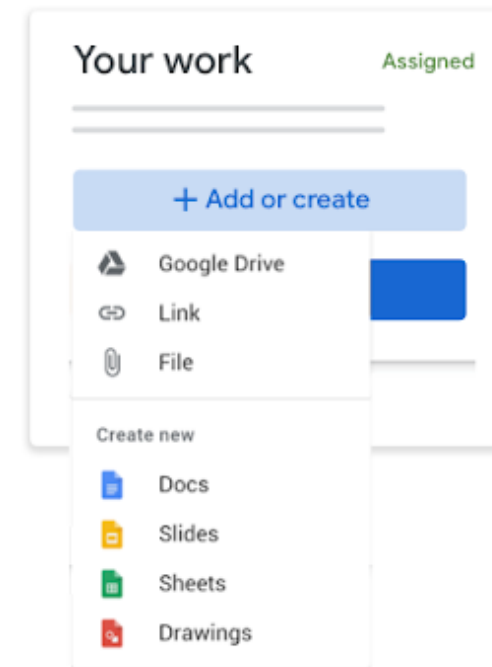 Your work
Assigned
+ Add or create
Google Drive
Link
File
Create new
Docs
Slides
Sheets
Drawings